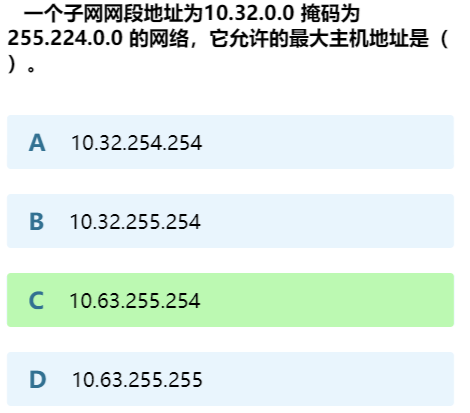 一个子网网段地址为10.32.0.0 掩码为
255.224.0.0 的网络，它允许的最大主机地址是（
）。
A 10.32.254.254
B 10.32.255.254
C 10.63.255.254
D 10.63.255.255